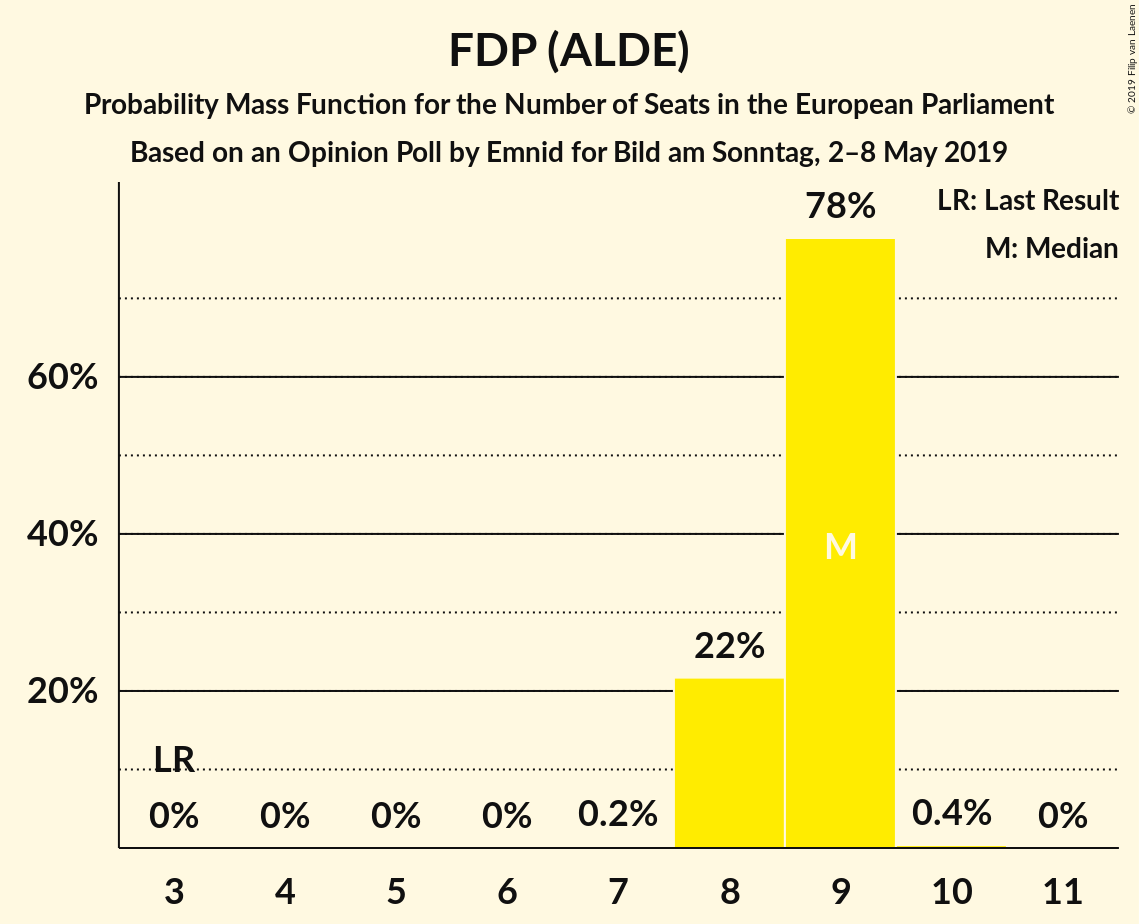 FDP (ALDE)
Probability Mass Function for the Number of Seats in the European Parliament
Based on an Opinion Poll by Emnid for Bild am Sonntag, 2–8 May 2019
© 2019 Filip van Laenen
LR: Last Result
M: Median
78%
60%
40%
M
22%
20%
LR
0% 0% 0% 0% 0.2% 0.4% 0%
3 4 5 6 7 8 9 10 11